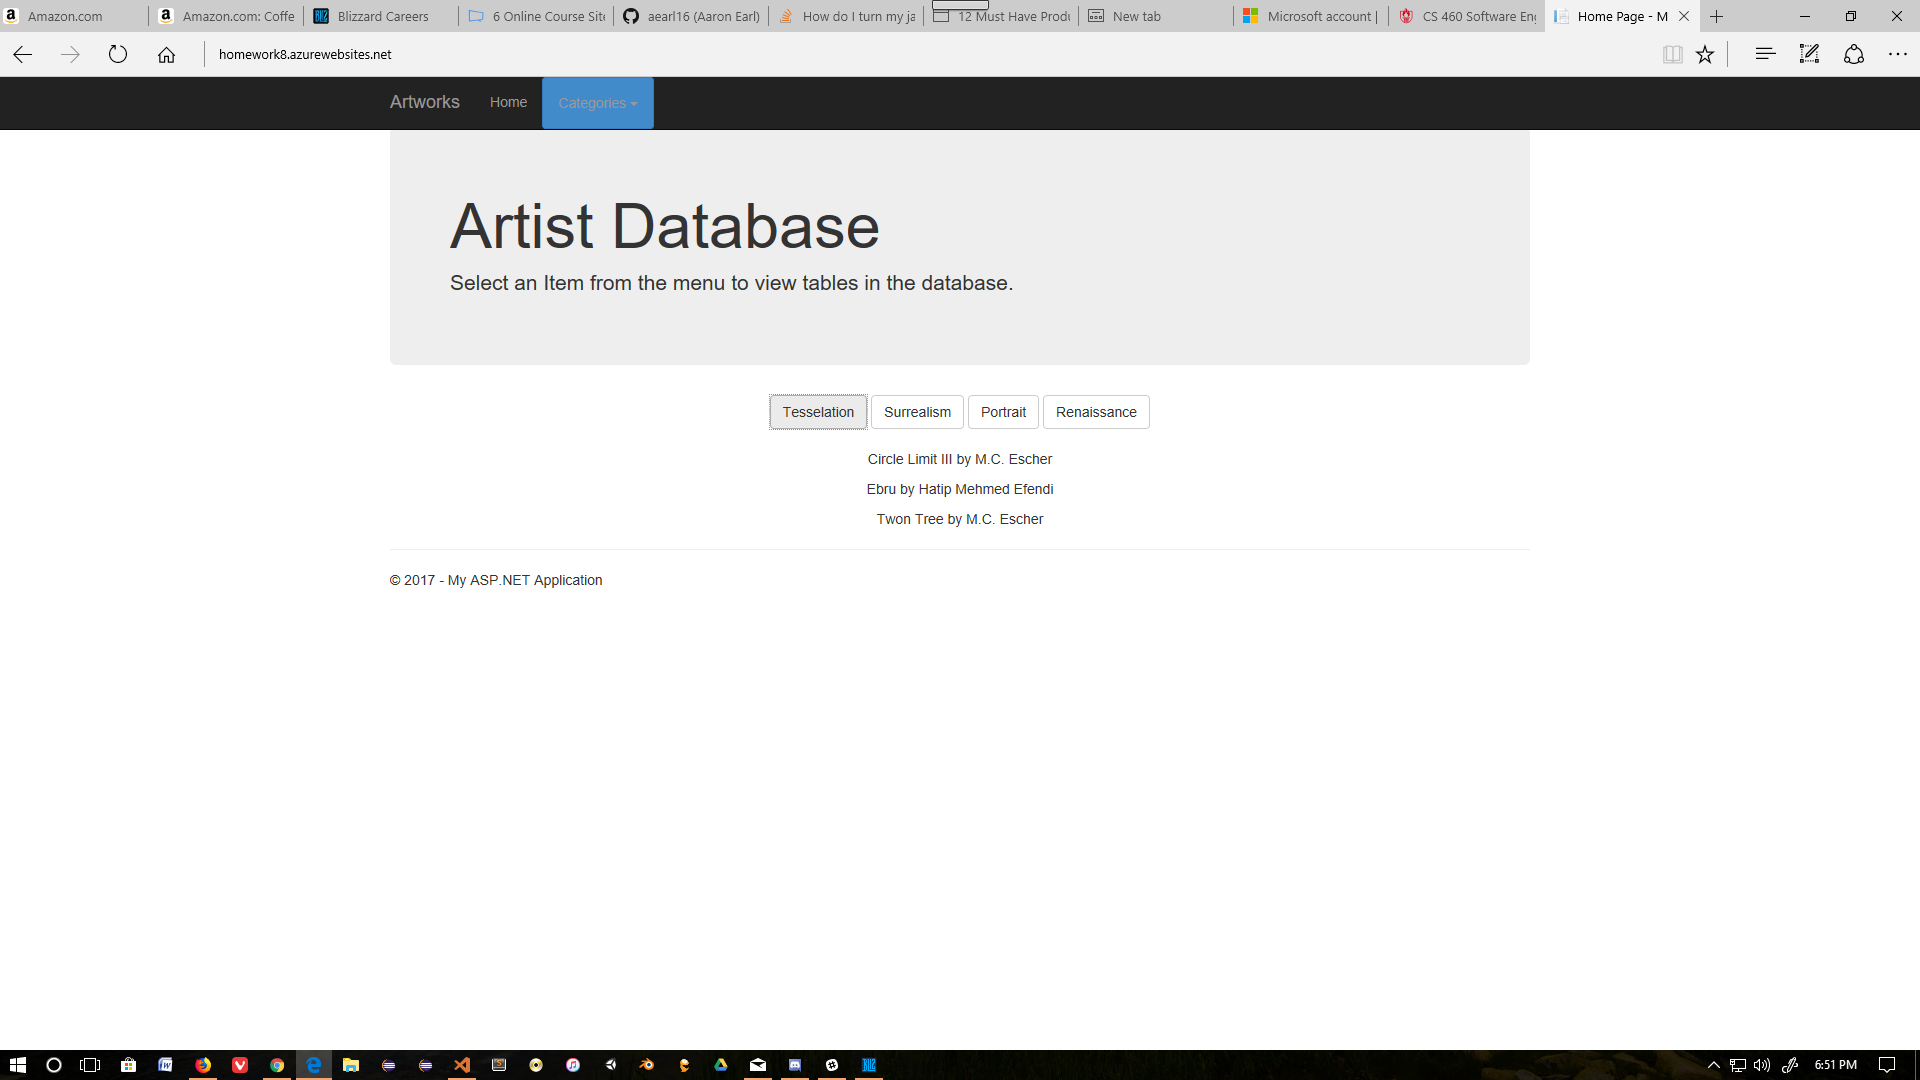 Amazon.com
Amazon.com: Coffe
Blizzard Careers
6 Online Course Site
aearl16 (Aaron Earl)
How do I turn my ja
12 Must Have Produ
New tab
Microsoft account |
CS 460 Software Eng
Home Page - M
homework8.azurewebsites.net
Artworks Home Categories
Artist Database
Select an Item from the menu to view tables in the database.
Tesselation Surrealism Portrait Renaissance
Circle Limit III by M.C. Escher
Ebru by Hatip Mehmed Efendi
Twon Tree by M.C. Escher
© 2017 - My ASP.NET Application
6:51 PM